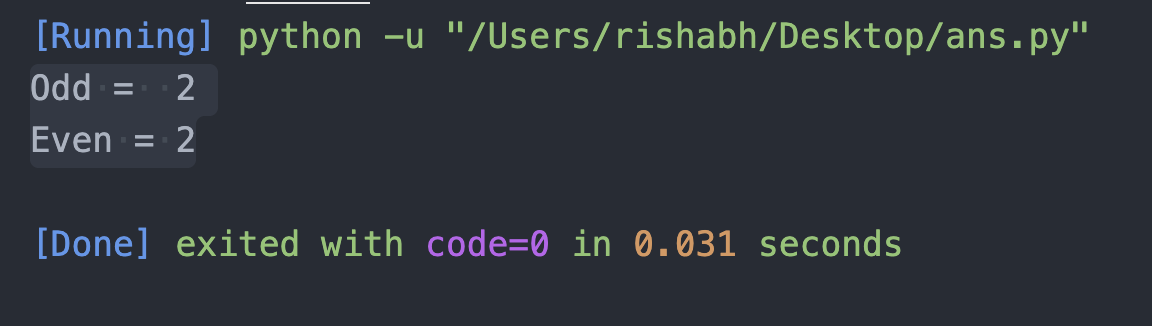 [Running] python -u "/Users/rishabh/Desktop/ans.py"
Odd =  2
Even = 2
[Done] exited with code=0 in 0.031 seconds